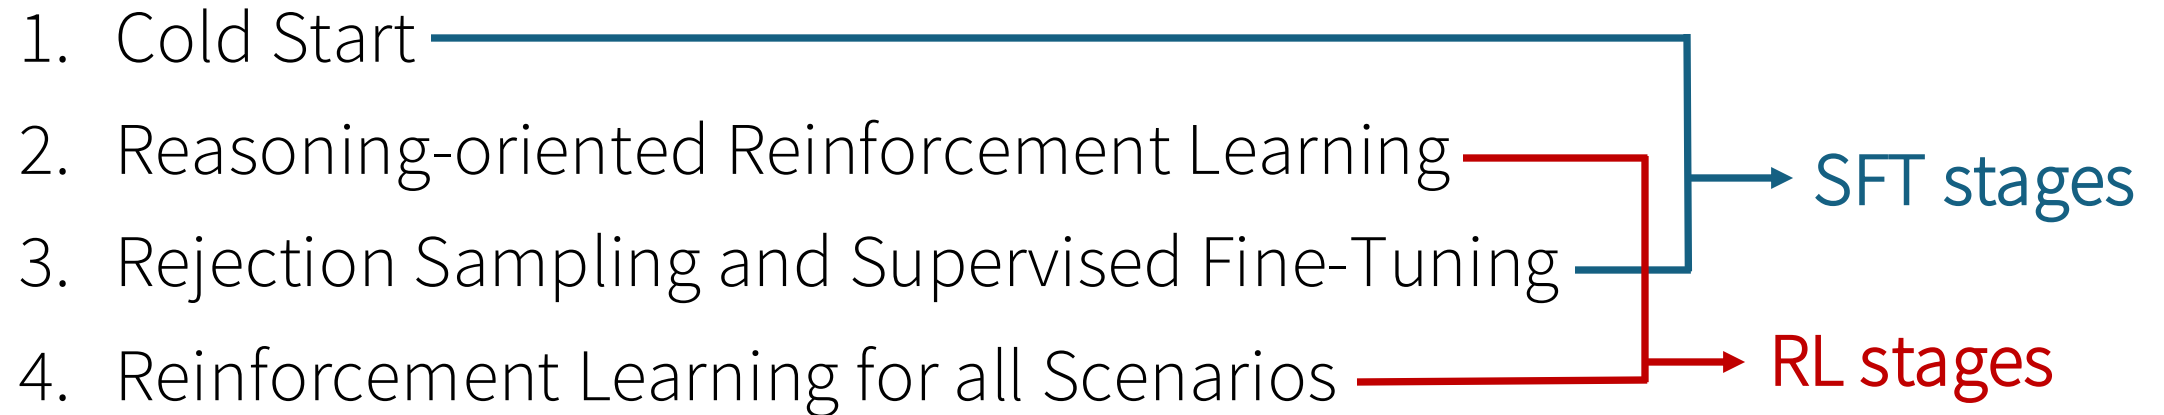 1. Cold Start
2. Reasoning-oriented Reinforcement Learning
3. Rejection Sampling and Supervised Fine-Tuning
4. Reinforcement Learning for all Scenarios
SFT stages
RL stages